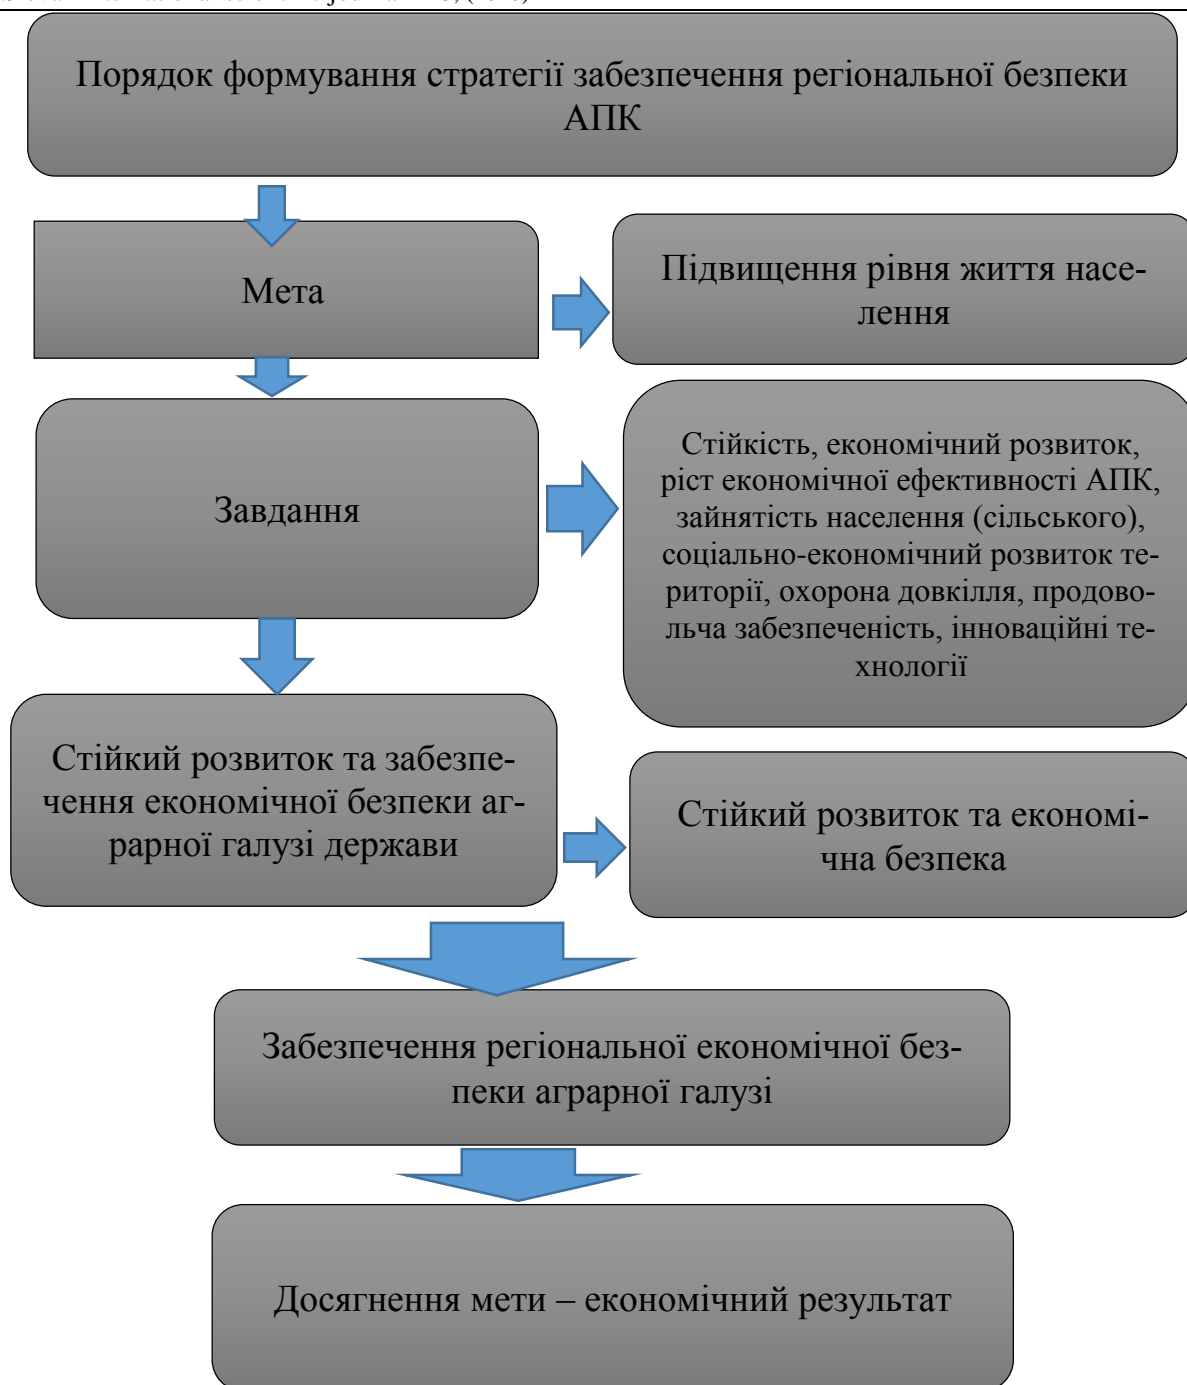 Порядок формування стратегії забезпечення регіональної безпеки
АПК
Мета
Підвищення рівня життя насе-
лення
Завдання
Стійкість, економічний розвиток,
ріст економічної ефективності АПК,
зайнятість населення (сільського),
соціально-економічний розвиток те-
риторії, охорона довкілля, продово-
льча забезпеченість, інноваційні те-
хнології
Стійкий розвиток та забезпе-
чення економічної безпеки аг-
рарної галузі держави
Стійкий розвиток та економі-
чна безпека
Забезпечення регіональної економічної без-
пеки аграрної галузі
Досягнення мети – економічний результат